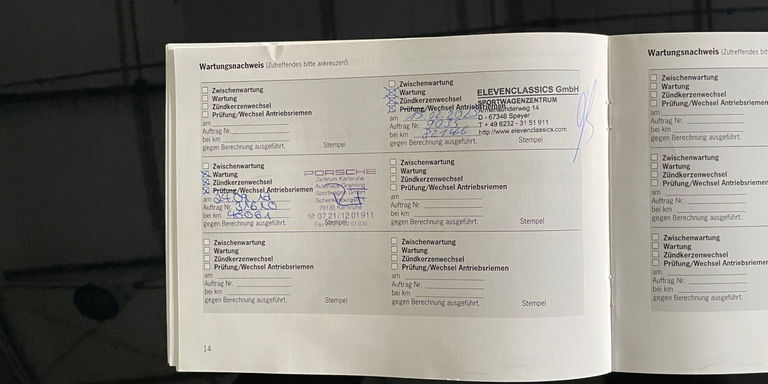 Wartungsnachweis (Zutreffendes bitte ankreuzen!)
Zwischenwartung
Wartung
Zündkerzenwechsel
Prüfung/Wechsel Antriebsriemen
am
Auftrag Nr.
bei km
gegen Berechnung ausgeführt. Stempel
Zwischenwartung
Wartung
Zündkerzenwechsel
Prüfung/Wechsel Antriebsriemen
am
Auftrag Nr.
bei km 82146
gegen Berechnung ausgeführt. Stempel
ELEVENCLASSICS GmbH
SPORTWAGENZENTRUM
D - 67346 Speyer
T + 49 6232 - 31 51 911
http://www.elevenclassics.com
Zwischenwartung
Wartung
Zündkerzenwechsel
Prüfung/Wechsel Antriebsriemen
am
Auftrag Nr. 31610
bei km 45061
gegen Berechnung ausgeführt. Stempel
PORSCHE
Zentrum Karlsruhe
Sportwagen GmbH
76135 Karlsruhe
☎ 07 21 / 12 01 911
Zwischenwartung
Wartung
Zündkerzenwechsel
Prüfung/Wechsel Antriebsriemen
am
Auftrag Nr.
bei km
gegen Berechnung ausgeführt. Stempel
Zwischenwartung
Wartung
Zündkerzenwechsel
Prüfung/Wechsel Antriebsriemen
am
Auftrag Nr.
bei km
gegen Berechnung ausgeführt. Stempel
Zwischenwartung
Wartung
Zündkerzenwechsel
Prüfung/Wechsel Antriebsriemen
am
Auftrag Nr.
bei km
gegen Berechnung ausgeführt. Stempel
14
Wartungsnachweis (Zutreffendes bit
Zwischenwartung
Wartung
Zündkerzenwechsel
Prüfung/Wechsel Antriebsriemen
am
Auftrag Nr.
bei km
gegen Berechnung ausgeführt.
Zwischenwartung
Wartung
Zündkerzenwechsel
Prüfung/Wechsel Antriebsriemen
am
Auftrag Nr.
bei km
gegen Berechnung ausgeführt.
Zwischenwartung
Wartung
Zündkerzenwechsel
Prüfung/Wechsel Antriebsrieme
am
Auftrag Nr.
bei km
gegen Berechnung ausgeführt.